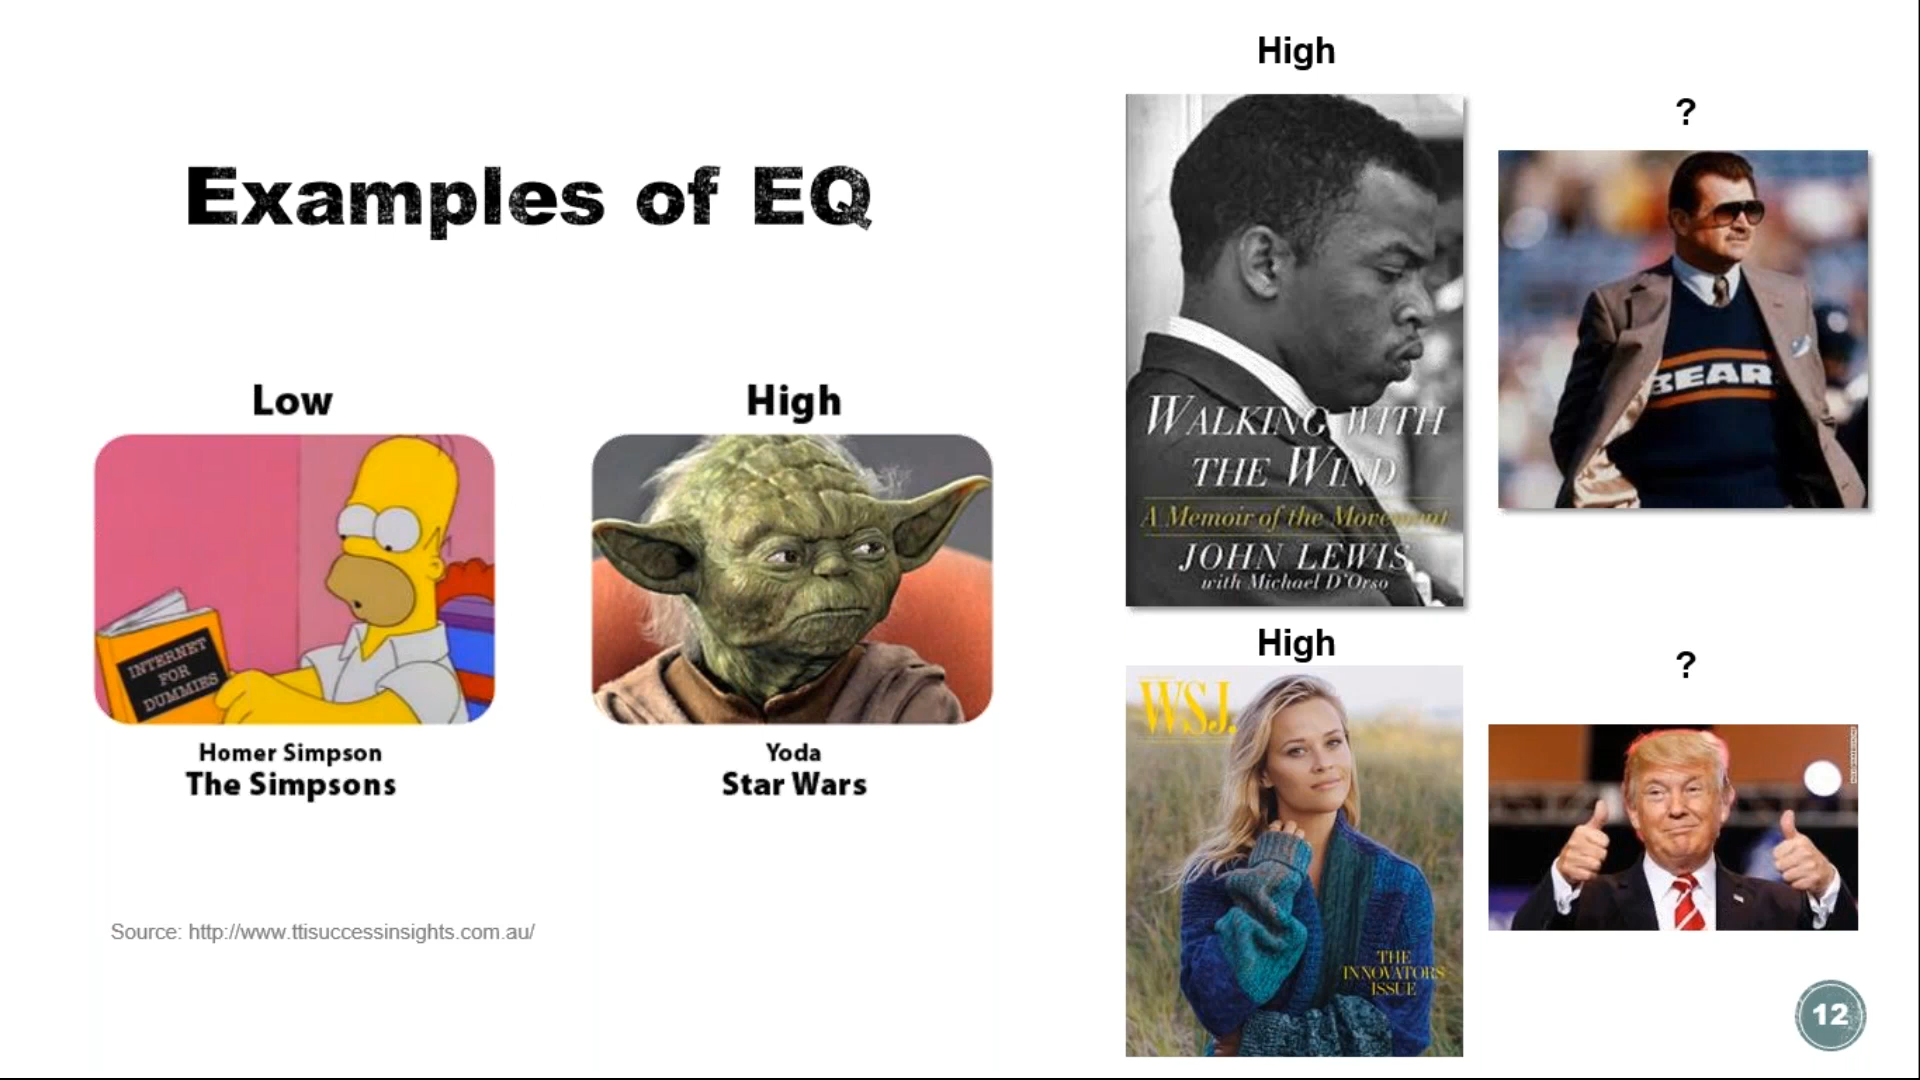 Examples of EQ
Low
INTERNET
FOR
DUMMIES
Homer Simpson
The Simpsons
High
Yoda
Star Wars
Source: http://www.ttisuccessinsights.com.au/
High
WALKING WITH
THE WIND
A Memoir of the Movement
JOHN LEWIS
with Michael D'Orso
?
BEAR
High
WSJ.
THE
INNOVATORS
ISSUE
?
12